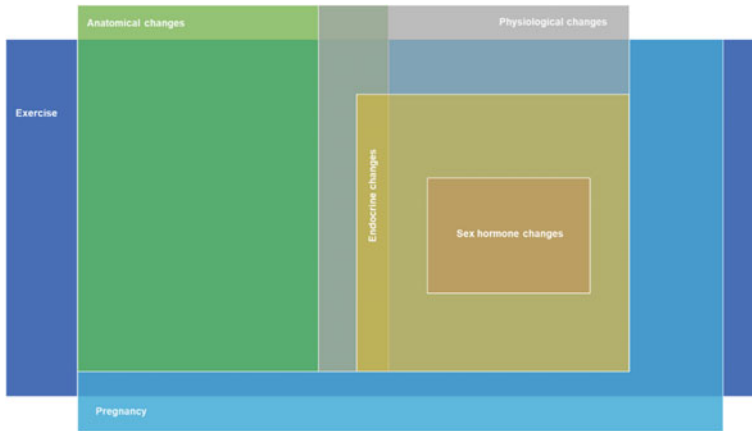 Anatomical changes
Physiological changes
Exercise
Endocrine changes
Sex hormone changes
Pregnancy